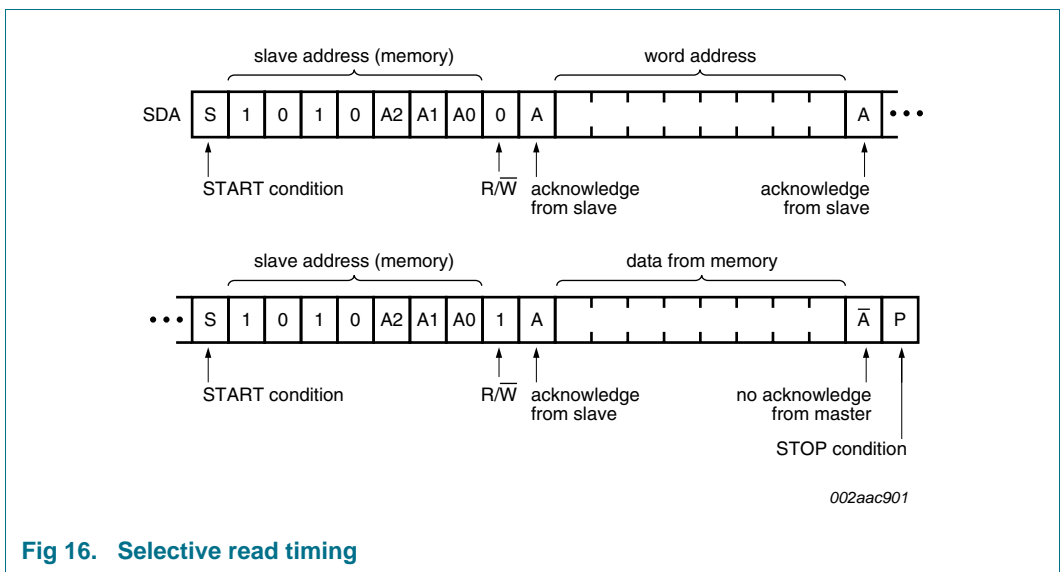 slave address (memory) word address
SDA S 1 0 1 0 A2 A1 A0 0 A A •••
START condition R/W̅ acknowledge from slave acknowledge from slave
slave address (memory) data from memory
••• S 1 0 1 0 A2 A1 A0 1 A A̅ P
START condition R/W̅ acknowledge from slave no acknowledge from master
STOP condition
002aac901
Fig 16. Selective read timing